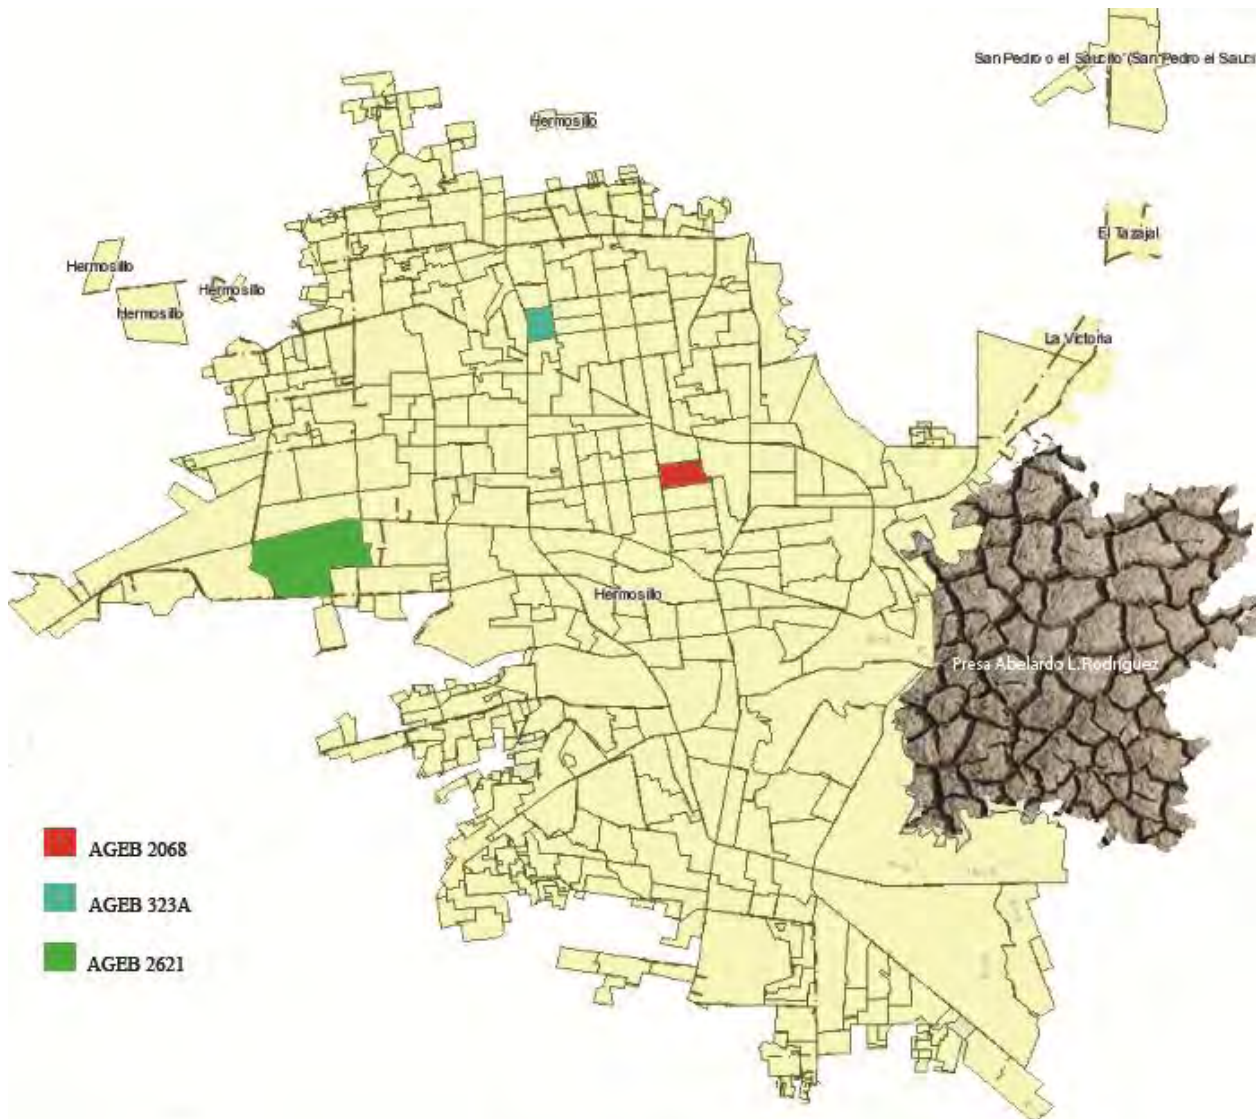 San Pedro o el Saucito (San Pedro el Sauci
Hermosillo
El Tazajal
Hermosillo
Hermosillo
Hermosillo
La Victoria
Hermosillo
Presa Abelardo L. Rodríguez
AGEB 2068
AGEB 323A
AGEB 2621